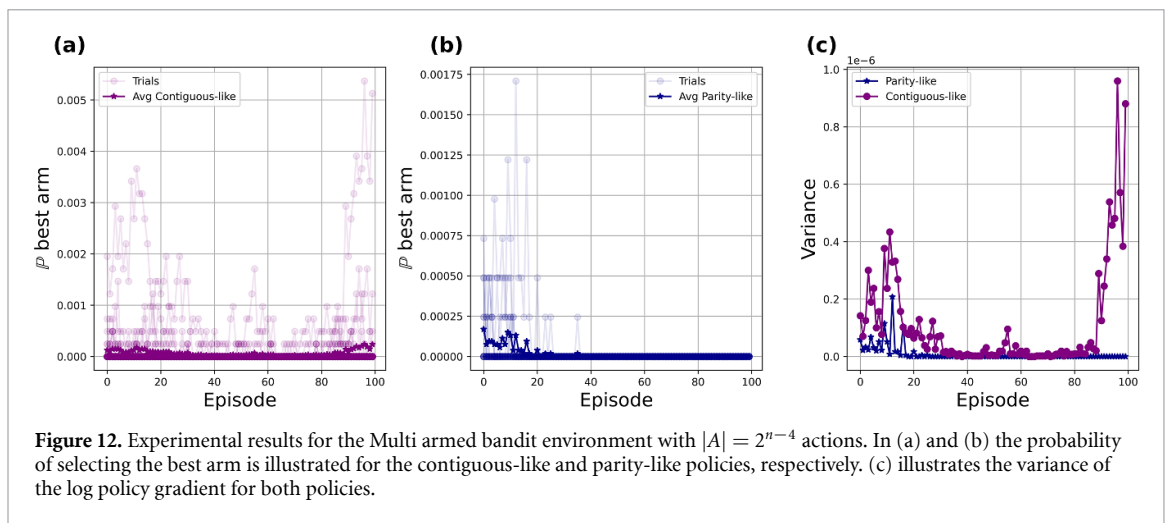 (a)
(b)
(c)
Trials
Avg Contiguous-like
0.005
0.004
0.003
0.002
0.001
0.000
ℙ best arm
0 20 40 60 80 100
Episode
Trials
Avg Parity-like
0.00175
0.00150
0.00125
0.00100
0.00075
0.00050
0.00025
0.00000
ℙ best arm
0 20 40 60 80 100
Episode
1e−6
Parity-like
Contiguous-like
1.0
0.8
0.6
0.4
0.2
0.0
Variance
0 20 40 60 80 100
Episode
Figure 12. Experimental results for the Multi armed bandit environment with |A| = 2^{n−4} actions. In (a) and (b) the probability
of selecting the best arm is illustrated for the contiguous-like and parity-like policies, respectively. (c) illustrates the variance of
the log policy gradient for both policies.